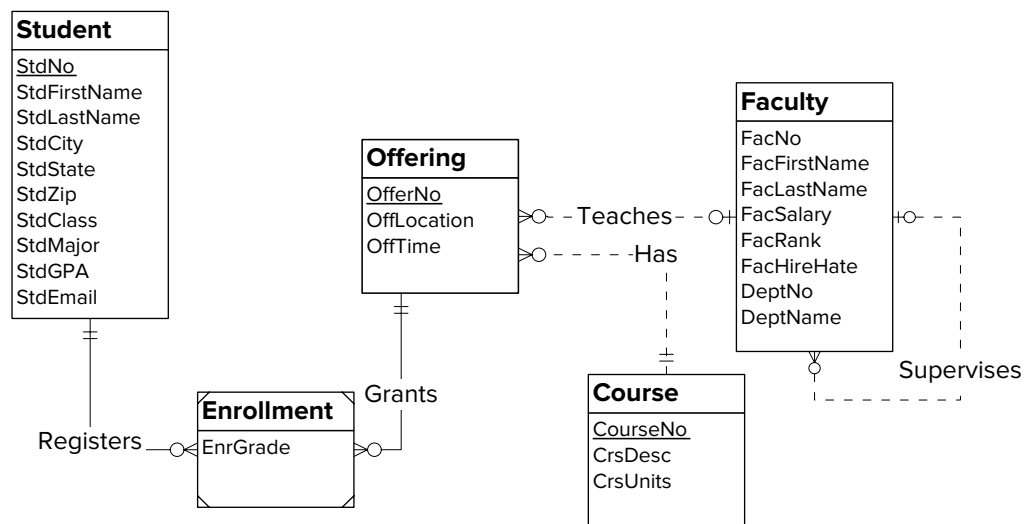 Student
StdNo
StdFirstName
StdLastName
StdCity
StdState
StdZip
StdClass
StdMajor
StdGPA
StdEmail
Registers
Enrollment
EnrGrade
Grants
Offering
OfferNo
OffLocation
OffTime
Teaches
Has
Course
CourseNo
CrsDesc
CrsUnits
Faculty
FacNo
FacFirstName
FacLastName
FacSalary
FacRank
FacHireHate
DeptNo
DeptName
Supervises